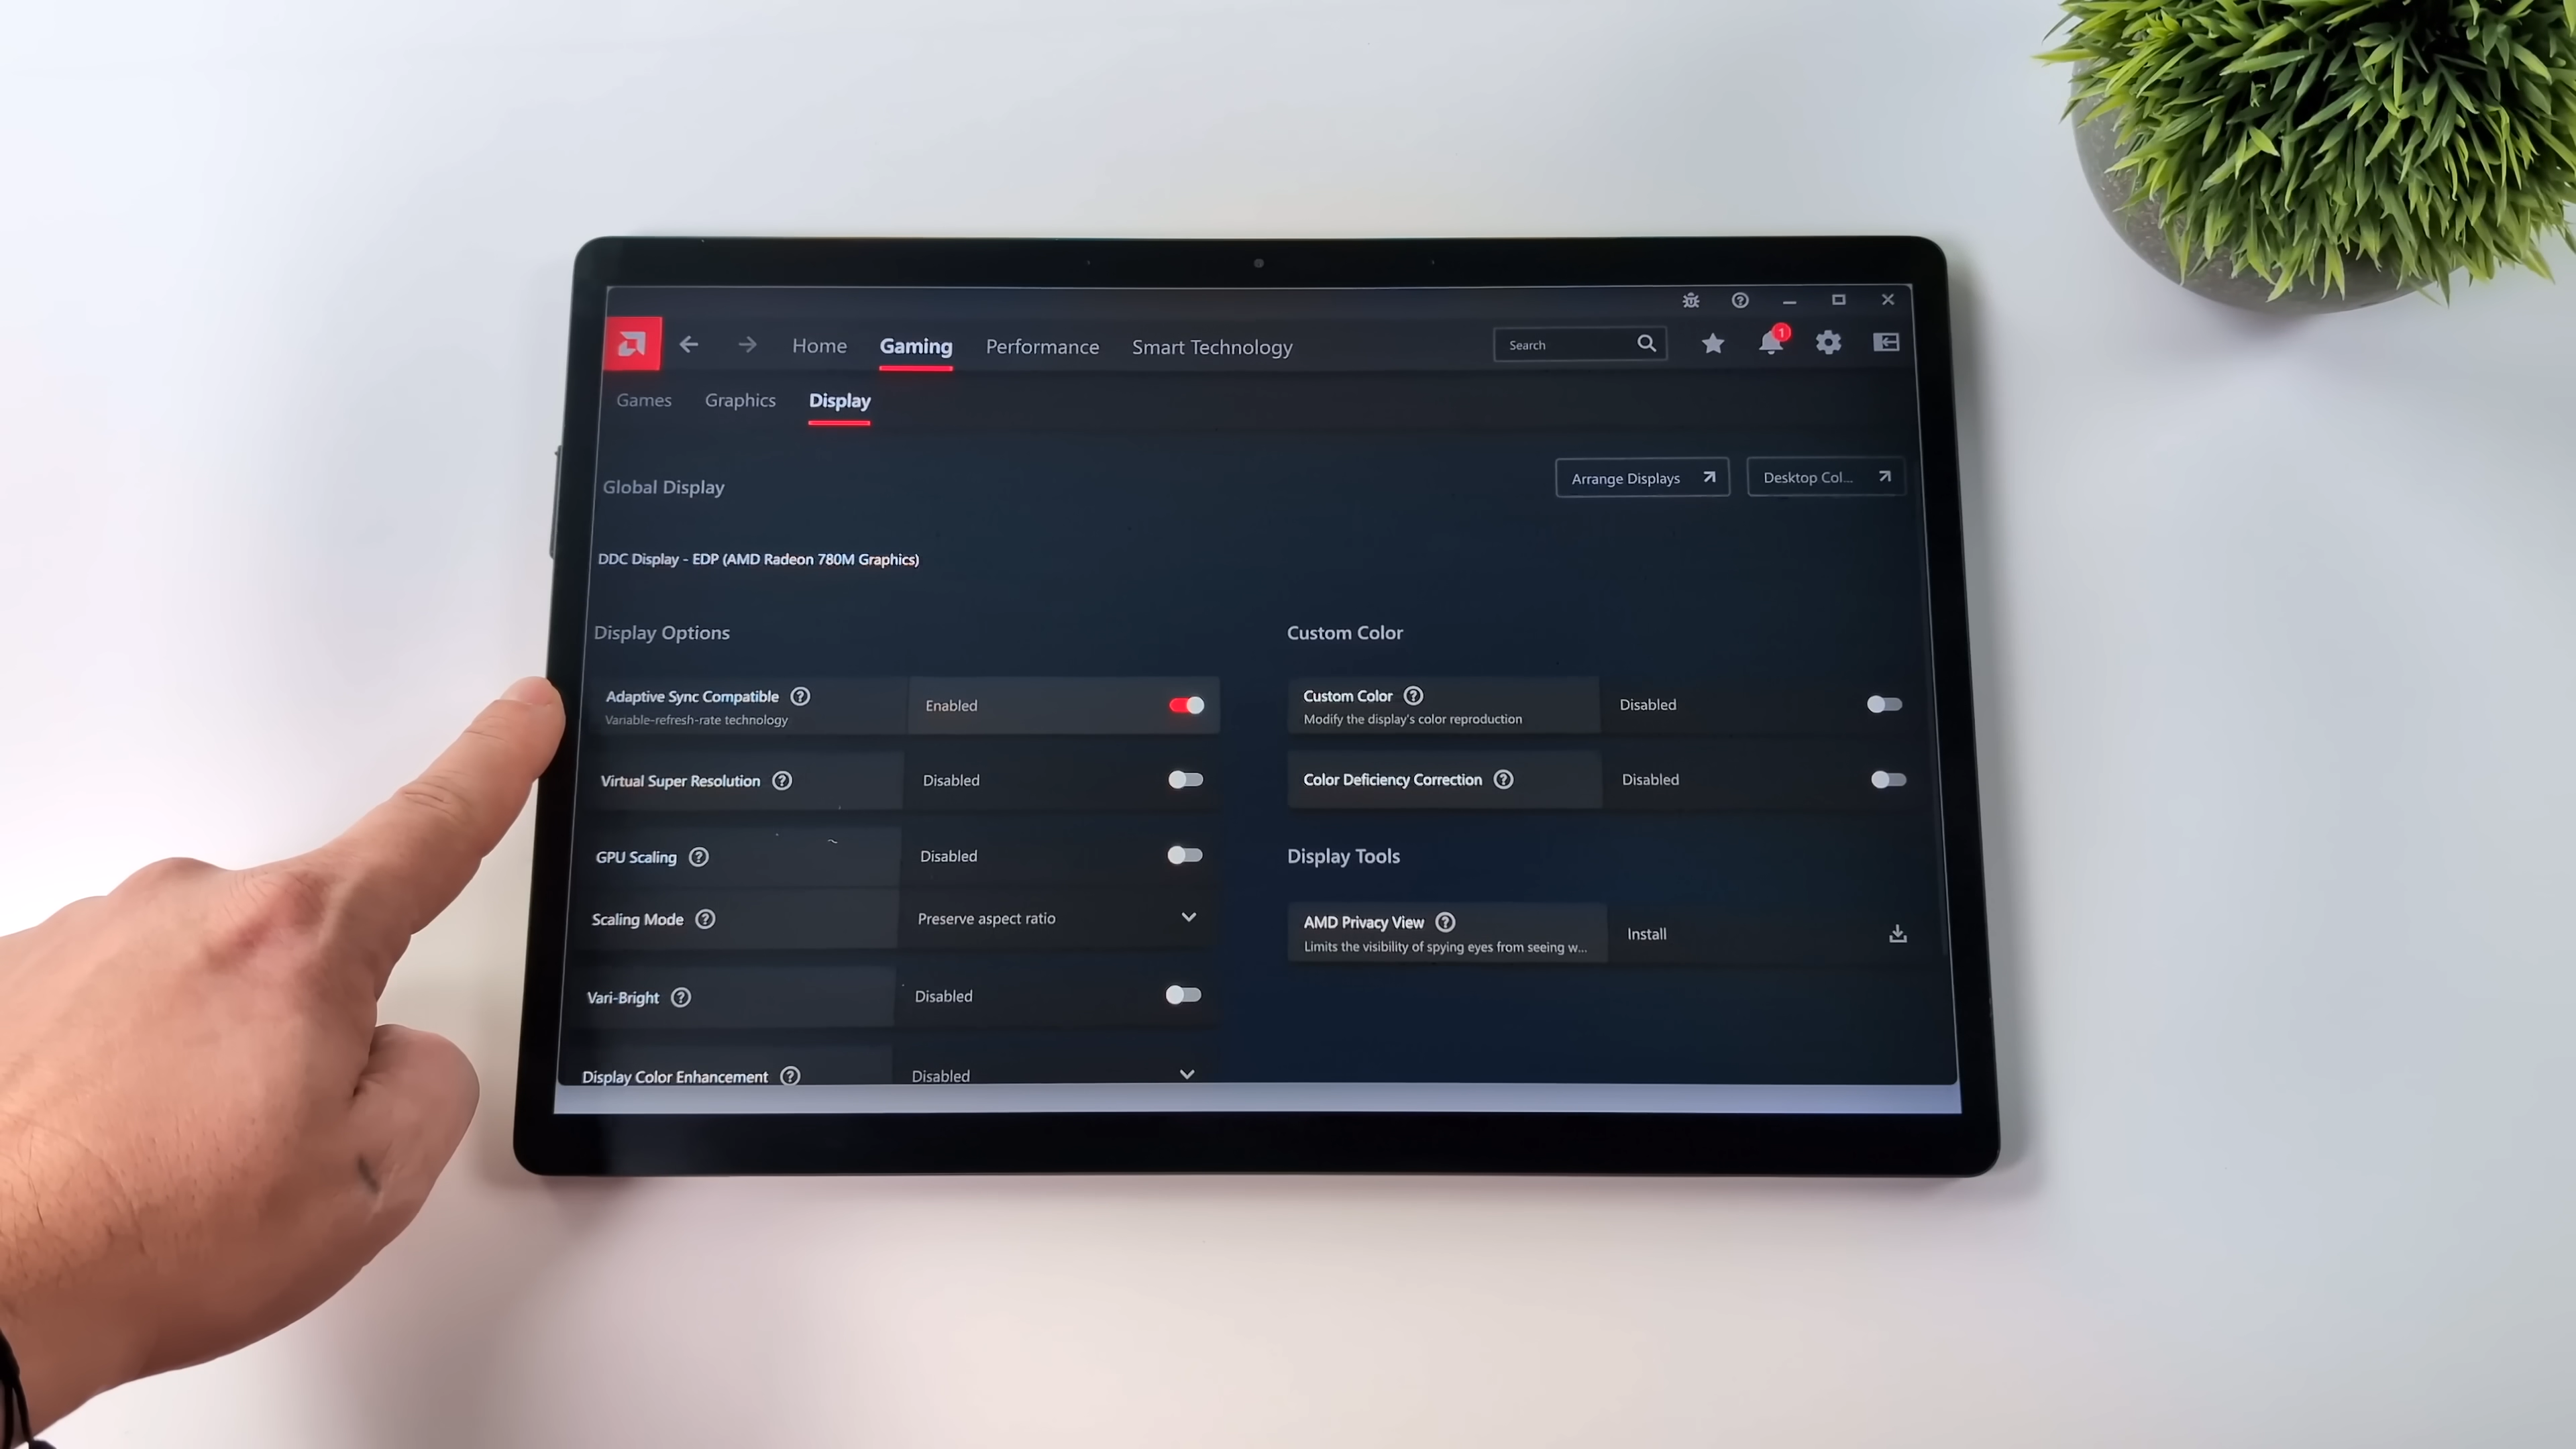 Home Gaming Performance Smart Technology Search 1
Games Graphics Display
Global Display Arrange Displays Desktop Col...
DDC Display - EDP (AMD Radeon 780M Graphics)
Display Options
Adaptive Sync Compatible Enabled
Variable-refresh-rate technology
Virtual Super Resolution Disabled
GPU Scaling Disabled
Scaling Mode Preserve aspect ratio
Vari-Bright Disabled
Display Color Enhancement Disabled
Custom Color
Custom Color Disabled
Modify the display's color reproduction
Color Deficiency Correction Disabled
Display Tools
AMD Privacy View Install
Limits the visibility of spying eyes from seeing w...